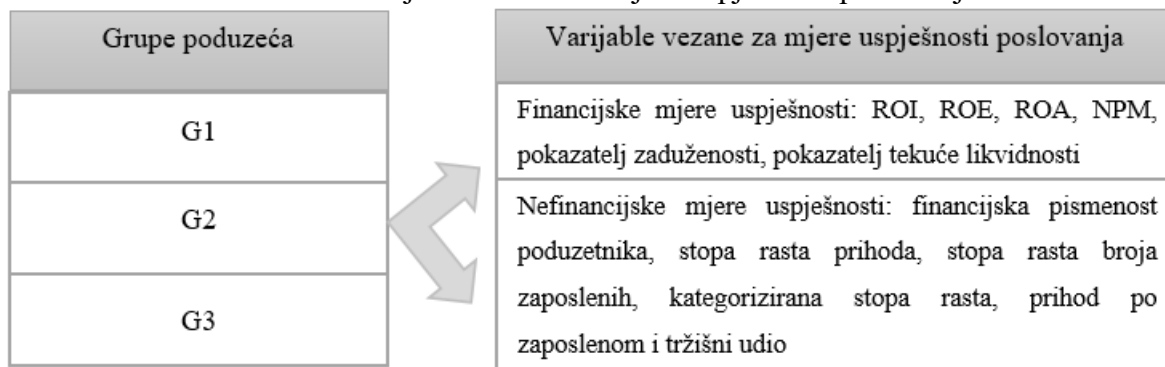 Grupe poduzeća
G1
G2
G3
Varijable vezane za mjere uspješnosti poslovanja
Financijske mjere uspješnosti: ROI, ROE, ROA, NPM,
pokazatelj zaduženosti, pokazatelj tekuće likvidnosti
Nefinancijske mjere uspješnosti: financijska pismenost
poduzetnika, stopa rasta prihoda, stopa rasta broja
zaposlenih, kategorizirana stopa rasta, prihod po
zaposlenom i tržišni udio